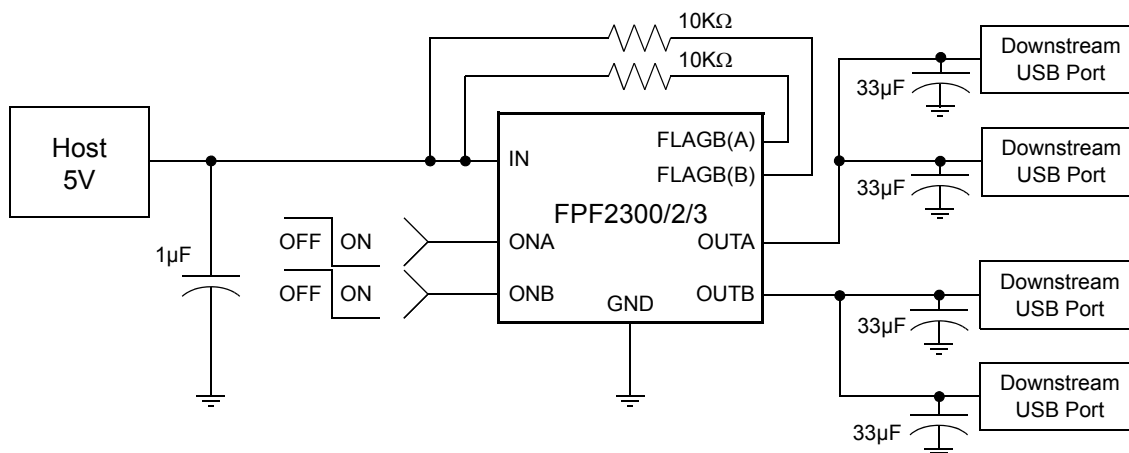 10KΩ
10KΩ
Downstream
USB Port
33µF
Host
5V
IN
FLAGB(A)
FLAGB(B)
Downstream
USB Port
33µF
FPF2300/2/3
1µF
OFF ON
ONA
OUTA
OFF ON
ONB
OUTB
GND
Downstream
USB Port
33µF
Downstream
USB Port
33µF